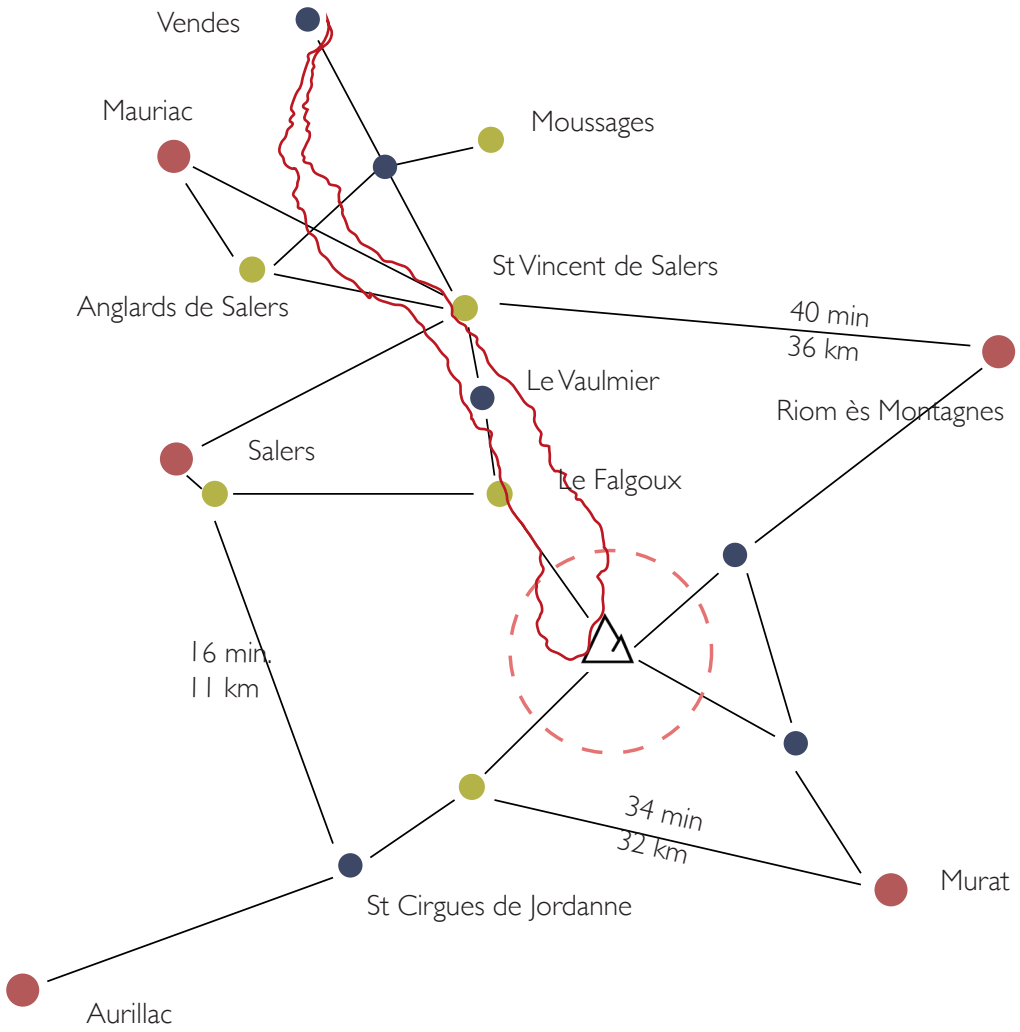 Vendes
Mauriac
Moussages
St Vincent de Salers
Anglards de Salers
40 min
36 km
Le Vaulmier
Riom ès Montagnes
Salers
Le Falgoux
16 min.
11 km
34 min
32 km
Murat
St Cirgues de Jordanne
Aurillac